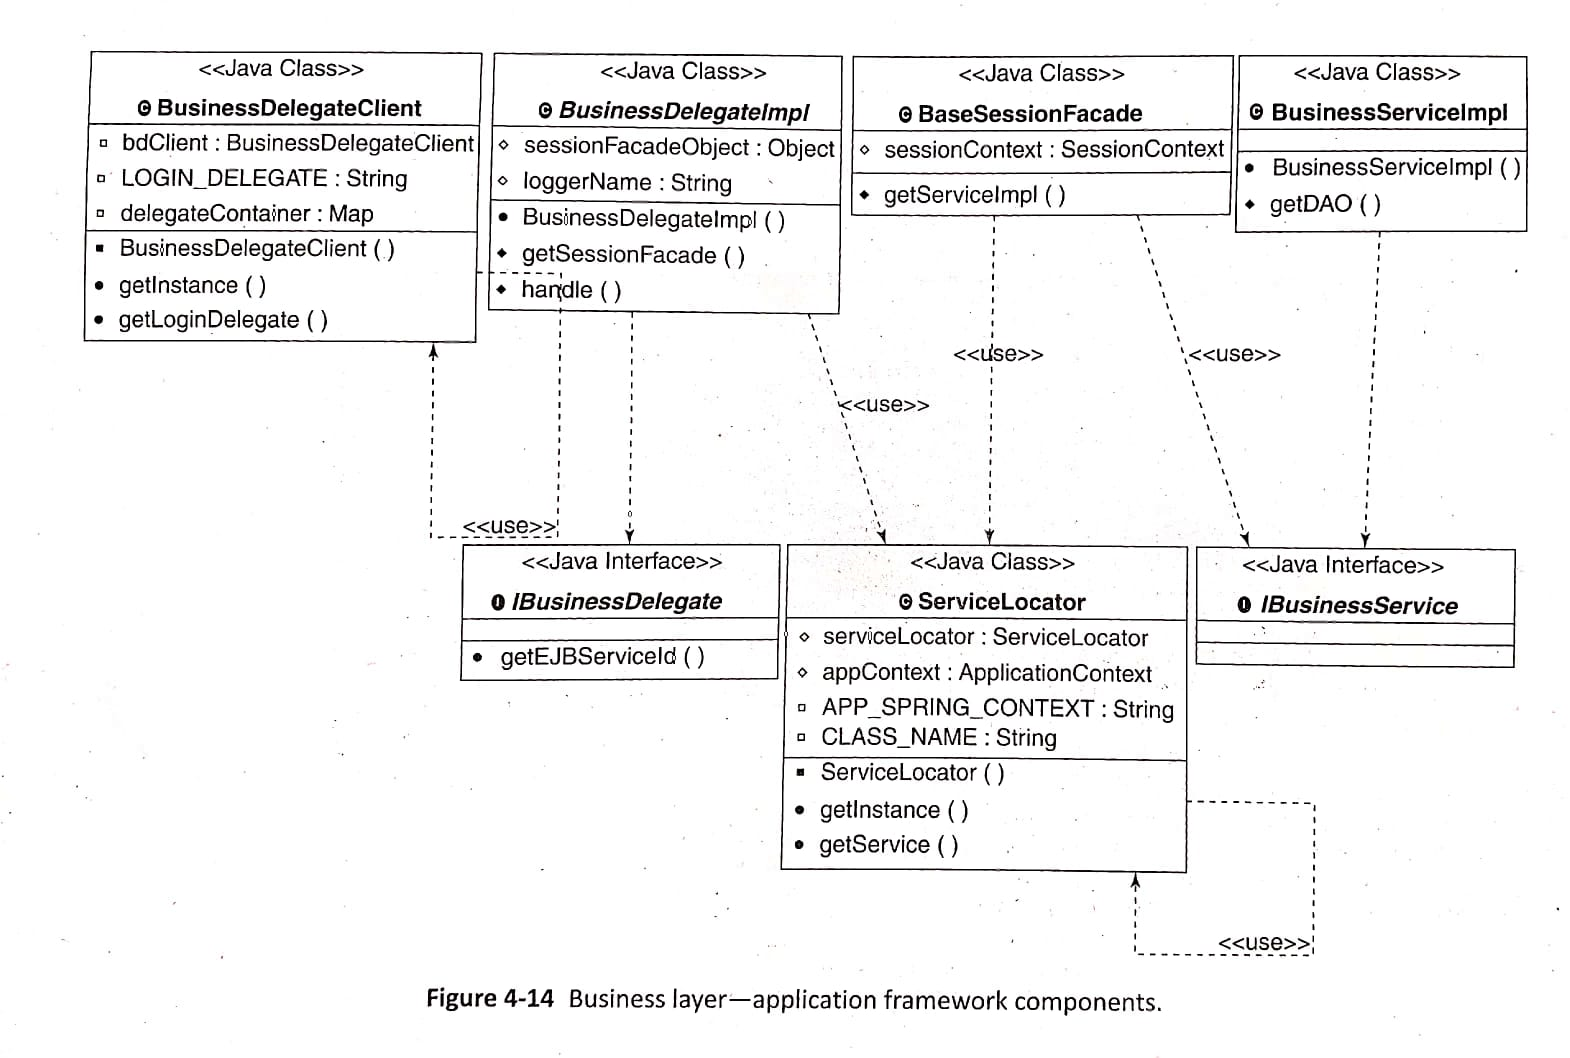 <<Java Class>>
BusinessDelegateClient
bdClient : BusinessDelegateClient
LOGIN_DELEGATE : String
delegateContainer : Map
BusinessDelegateClient ( )
getInstance ( )
getLoginDelegate ( )
<<Java Class>>
BusinessDelegateImpl
sessionFacadeObject : Object
loggerName : String
BusinessDelegateImpl ( )
getSessionFacade ( )
handle ( )
<<Java Class>>
BaseSessionFacade
sessionContext : SessionContext
getServiceImpl ( )
<<Java Class>>
BusinessServiceImpl
BusinessServiceImpl ( )
getDAO ( )
<<use>>
<<use>>
<<use>>
<<use>>
<<Java Interface>>
IBusinessDelegate
getEJBServiceId ( )
<<Java Class>>
ServiceLocator
serviceLocator : ServiceLocator
appContext : ApplicationContext
APP_SPRING_CONTEXT : String
CLASS_NAME : String
ServiceLocator ( )
getInstance ( )
getService ( )
<<Java Interface>>
IBusinessService
<<use>>
Figure 4-14 Business layer—application framework components.